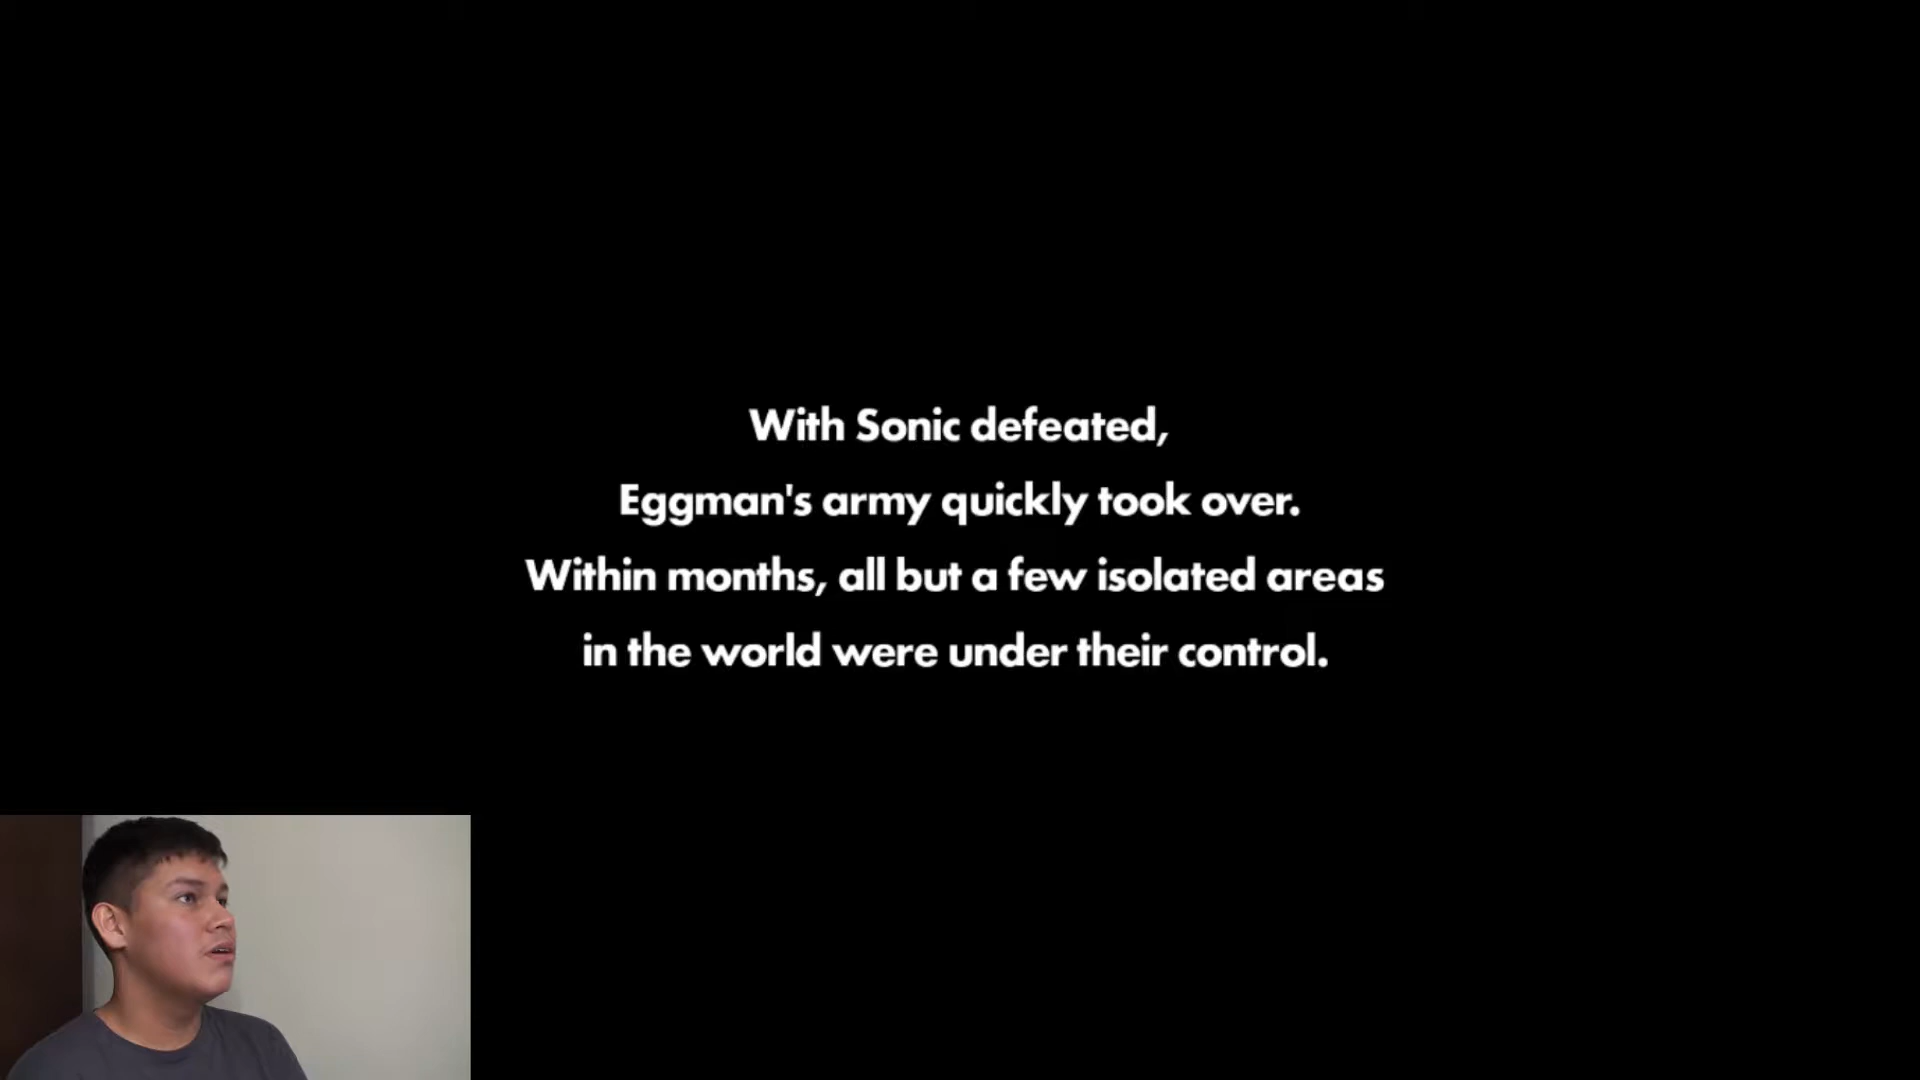 With Sonic defeated,
Eggman's army quickly took over.
Within months, all but a few isolated areas
in the world were under their control.